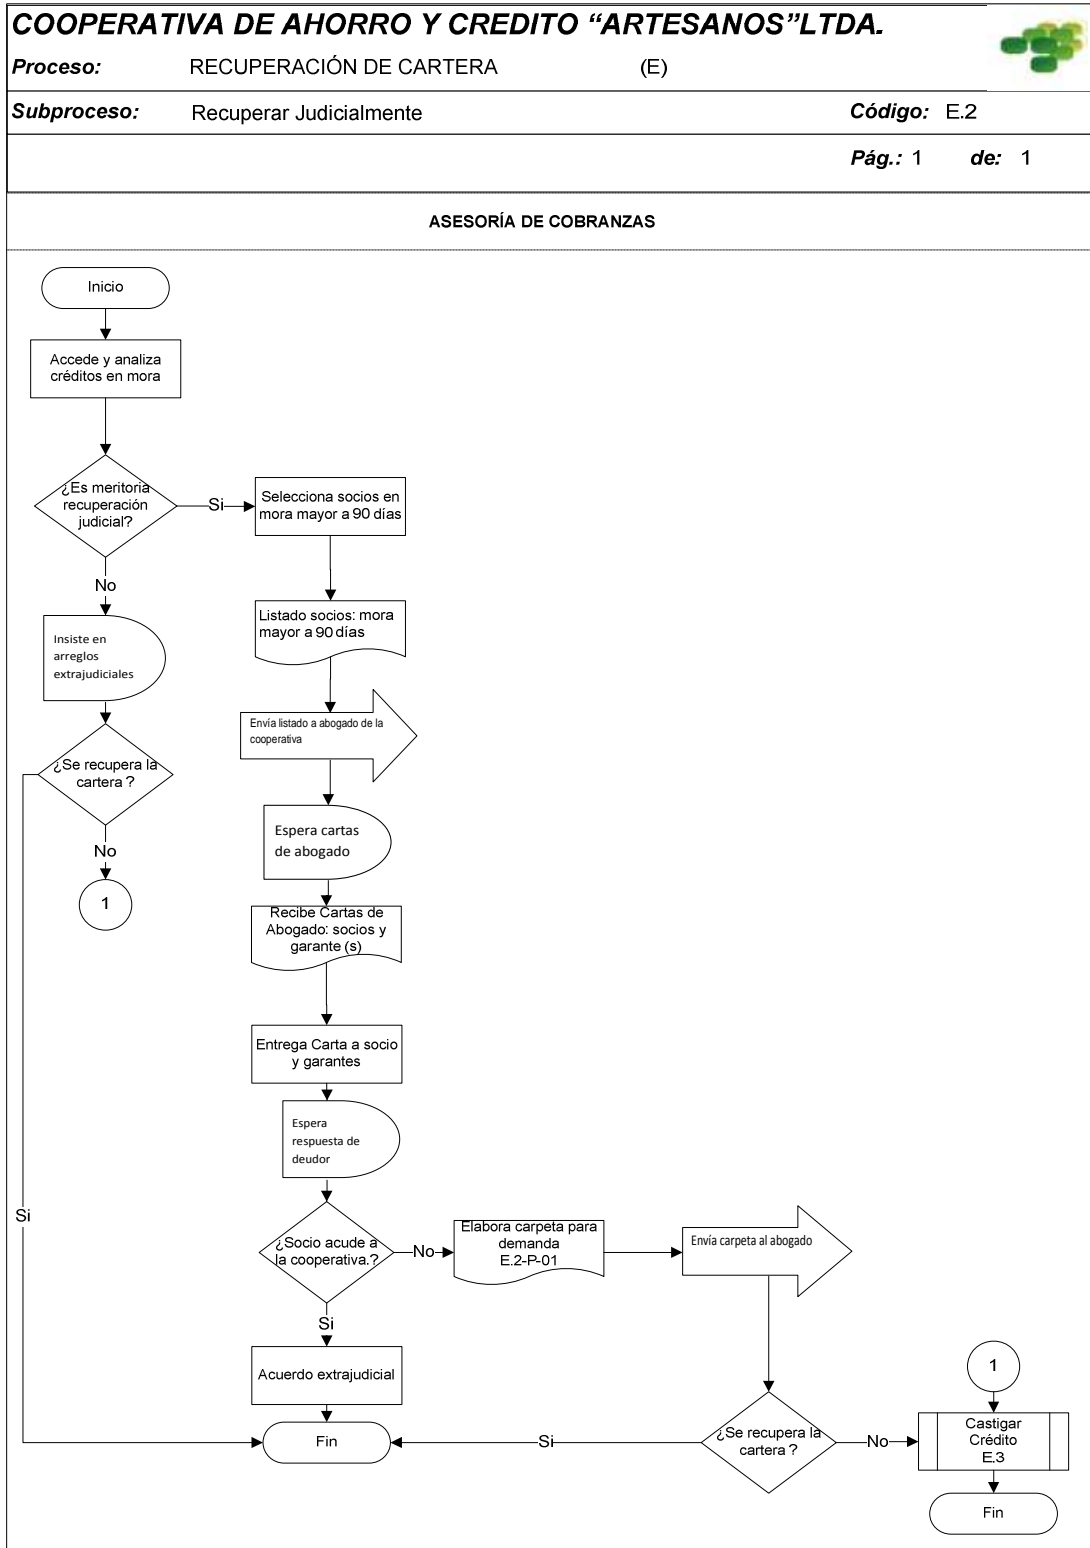 COOPERATIVA DE AHORRO Y CREDITO “ARTESANOS”LTDA.
Proceso: RECUPERACIÓN DE CARTERA (E)
Subproceso: Recuperar Judicialmente Código: E.2
Pág.: 1 de: 1
ASESORÍA DE COBRANZAS
Inicio
Accede y analiza
créditos en mora
¿Es meritoria
recuperación
judicial?
Si
Selecciona socios en
mora mayor a 90 días
No
Insiste en
arreglos
extrajudiciales
Listado socios: mora
mayor a 90 días
Envía listado a abogado de la
cooperativa
¿Se recupera la
cartera ?
No
1
Espera cartas
de abogado
Recibe Cartas de
Abogado: socios y
garante (s)
Entrega Carta a socio
y garantes
Espera
respuesta de
deudor
Si
¿Socio acude a
la cooperativa.?
No
Elabora carpeta para
demanda
E.2-P-01
Envía carpeta al abogado
Si
Acuerdo extrajudicial
Fin
Si
¿Se recupera la
cartera ?
No
1
Castigar
Crédito
E.3
Fin